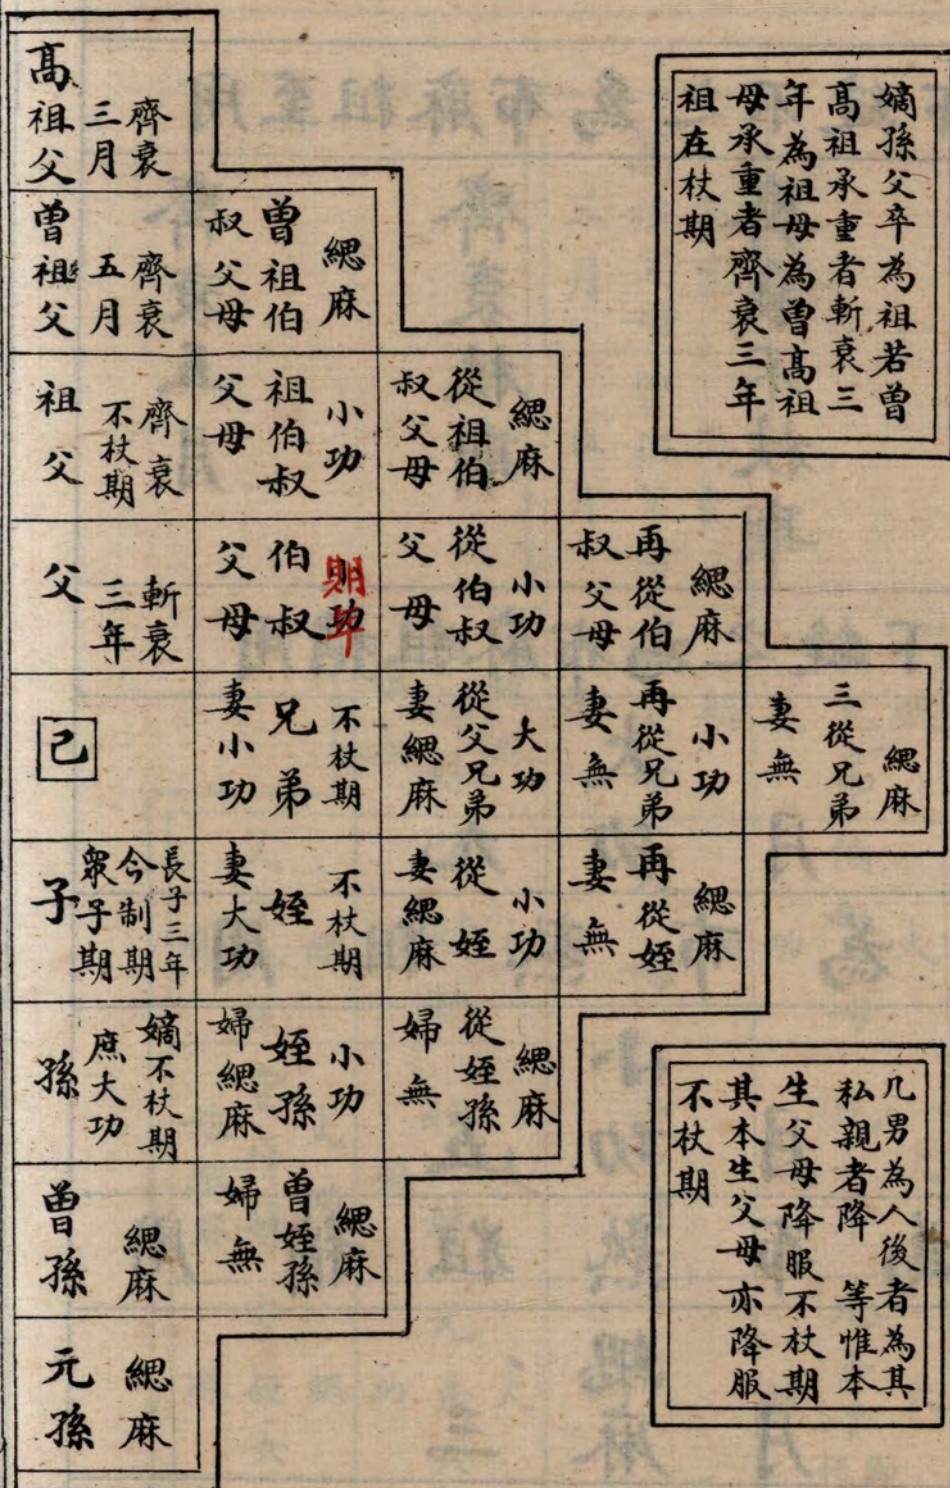 嫡孫父卒為祖若曽
髙祖承重者斬衰三
年為祖母為曽髙祖
母承重者齊衰三年
祖在杖期
齊衰
三月
髙祖父
緦麻
曽祖伯
叔父母
齊衰
五月
曽祖父
緦麻
從祖伯
叔父母
小功
祖伯叔
父母
齊衰
不杖期
祖父
緦麻
再從伯
叔父母
小功
從伯叔
父母
期年
伯叔
父母
斬衰
三年
父
緦麻
三從兄弟
妻無
小功
再從兄弟
妻無
大功
從父兄弟
妻緦麻
不杖期
兄弟
妻小功
己
緦麻
再從姪
妻無
小功
從姪
妻緦麻
不杖期
姪
妻大功
長子三年
今制期
衆子期
子
緦麻
從姪孫
婦無
小功
姪孫
婦緦麻
嫡不杖期
庶大功
孫
緦麻
曽姪孫
婦無
緦麻
曽孫
緦麻
元孫
凡男為人後者為其
私親者降 等惟本
生父母降服不杖期
其本生父母亦降服
不杖期